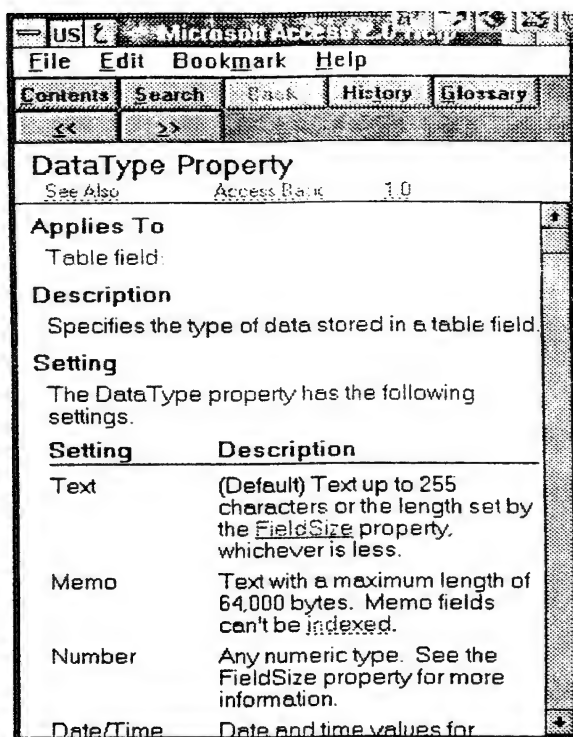 US Microsoft Access 2.0 Help
File Edit Bookmark Help
Contents Search Back History Glossary
<< >>
DataType Property
See Also Access Basic 1.0
Applies To
Table field.
Description
Specifies the type of data stored in a table field.
Setting
The DataType property has the following
settings.
Setting Description
Text (Default) Text up to 255
characters or the length set by
the FieldSize property,
whichever is less.
Memo Text with a maximum length of
64,000 bytes. Memo fields
can't be indexed.
Number Any numeric type. See the
FieldSize property for more
information.
Date/Time Date and time values for